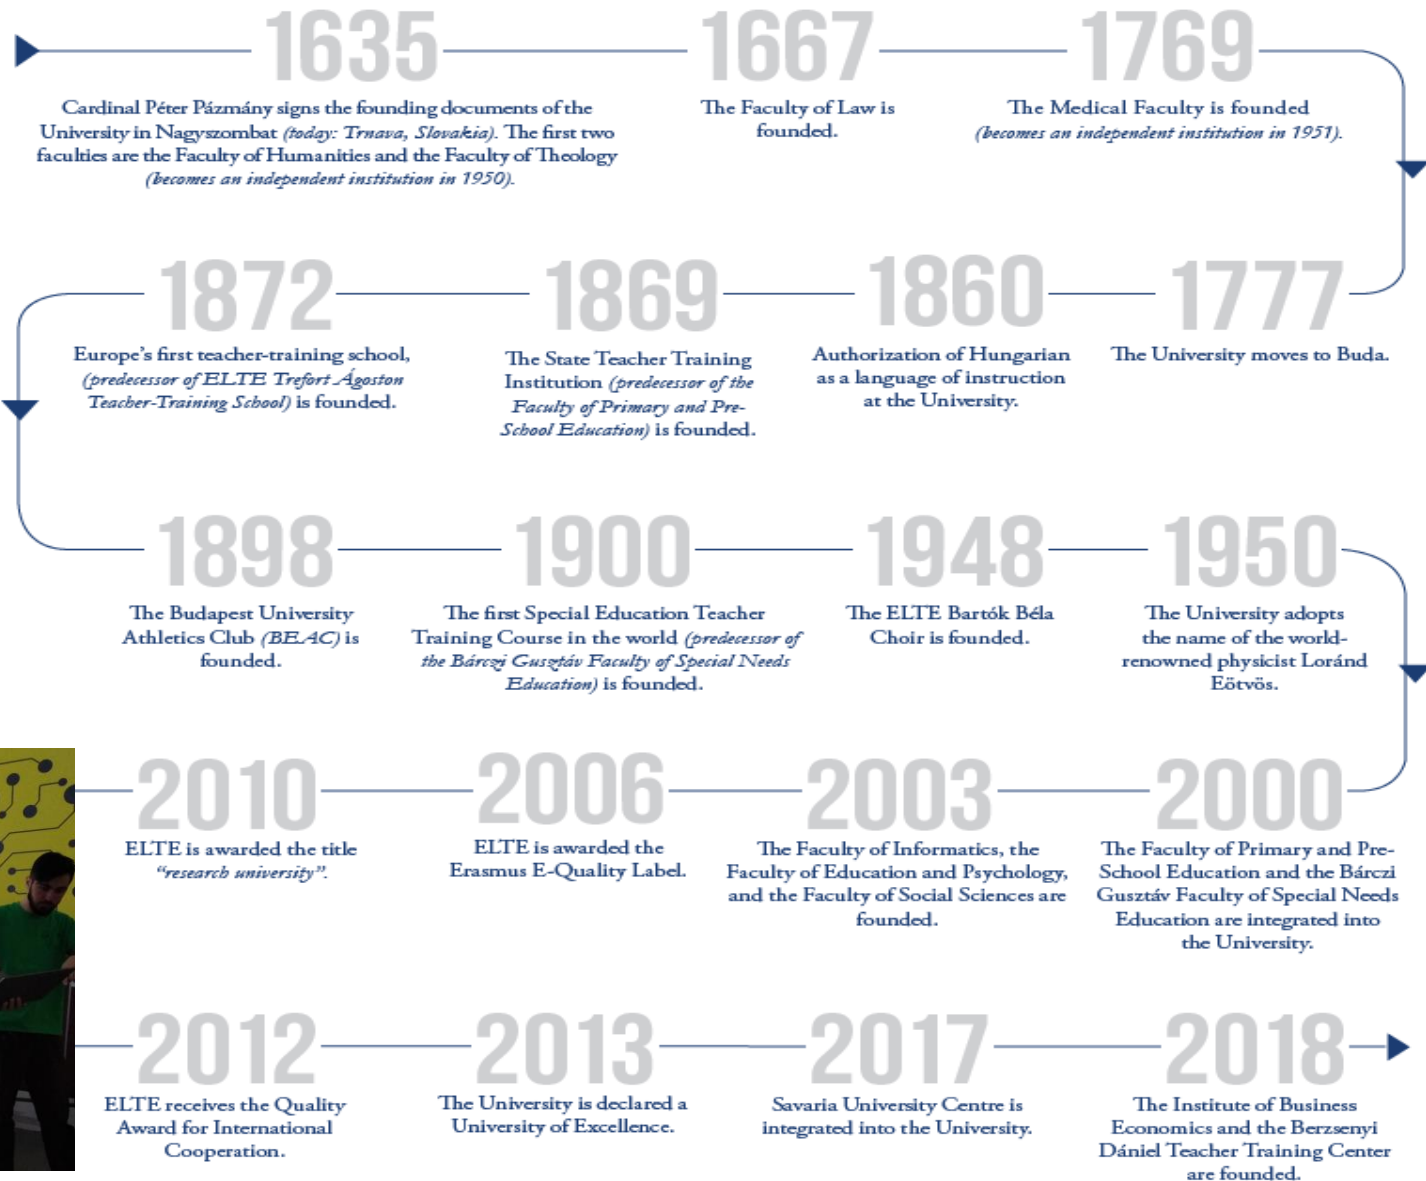 1635
Cardinal Péter Pázmány signs the founding documents of the
University in Nagyszombat (today: Trnava, Slovakia). The first two
faculties are the Faculty of Humanities and the Faculty of Theology
(becomes an independent institution in 1950).
1667
The Faculty of Law is
founded.
1769
The Medical Faculty is founded
(becomes an independent institution in 1951).
1777
The University moves to Buda.
1860
Authorization of Hungarian
as a language of instruction
at the University.
1869
The State Teacher Training
Institution (predecessor of the
Faculty of Primary and Pre-
School Education) is founded.
1872
Europe's first teacher-training school,
(predecessor of ELTE Trefort Ágoston
Teacher-Training School) is founded.
1898
The Budapest University
Athletics Club (BEAC) is
founded.
1900
The first Special Education Teacher
Training Course in the world (predecessor of
the Bárczi Gusztáv Faculty of Special Needs
Education) is founded.
1948
The ELTE Bartók Béla
Choir is founded.
1950
The University adopts
the name of the world-
renowned physicist Loránd
Eötvös.
2000
The Faculty of Primary and Pre-
School Education and the Bárczi
Gusztáv Faculty of Special Needs
Education are integrated into
the University.
2003
The Faculty of Informatics, the
Faculty of Education and Psychology,
and the Faculty of Social Sciences are
founded.
2006
ELTE is awarded the
Erasmus E-Quality Label.
2010
ELTE is awarded the title
"research university".
2012
ELTE receives the Quality
Award for International
Cooperation.
2013
The University is declared a
University of Excellence.
2017
Savaria University Centre is
integrated into the University.
2018
The Institute of Business
Economics and the Berzsenyi
Dániel Teacher Training Center
are founded.